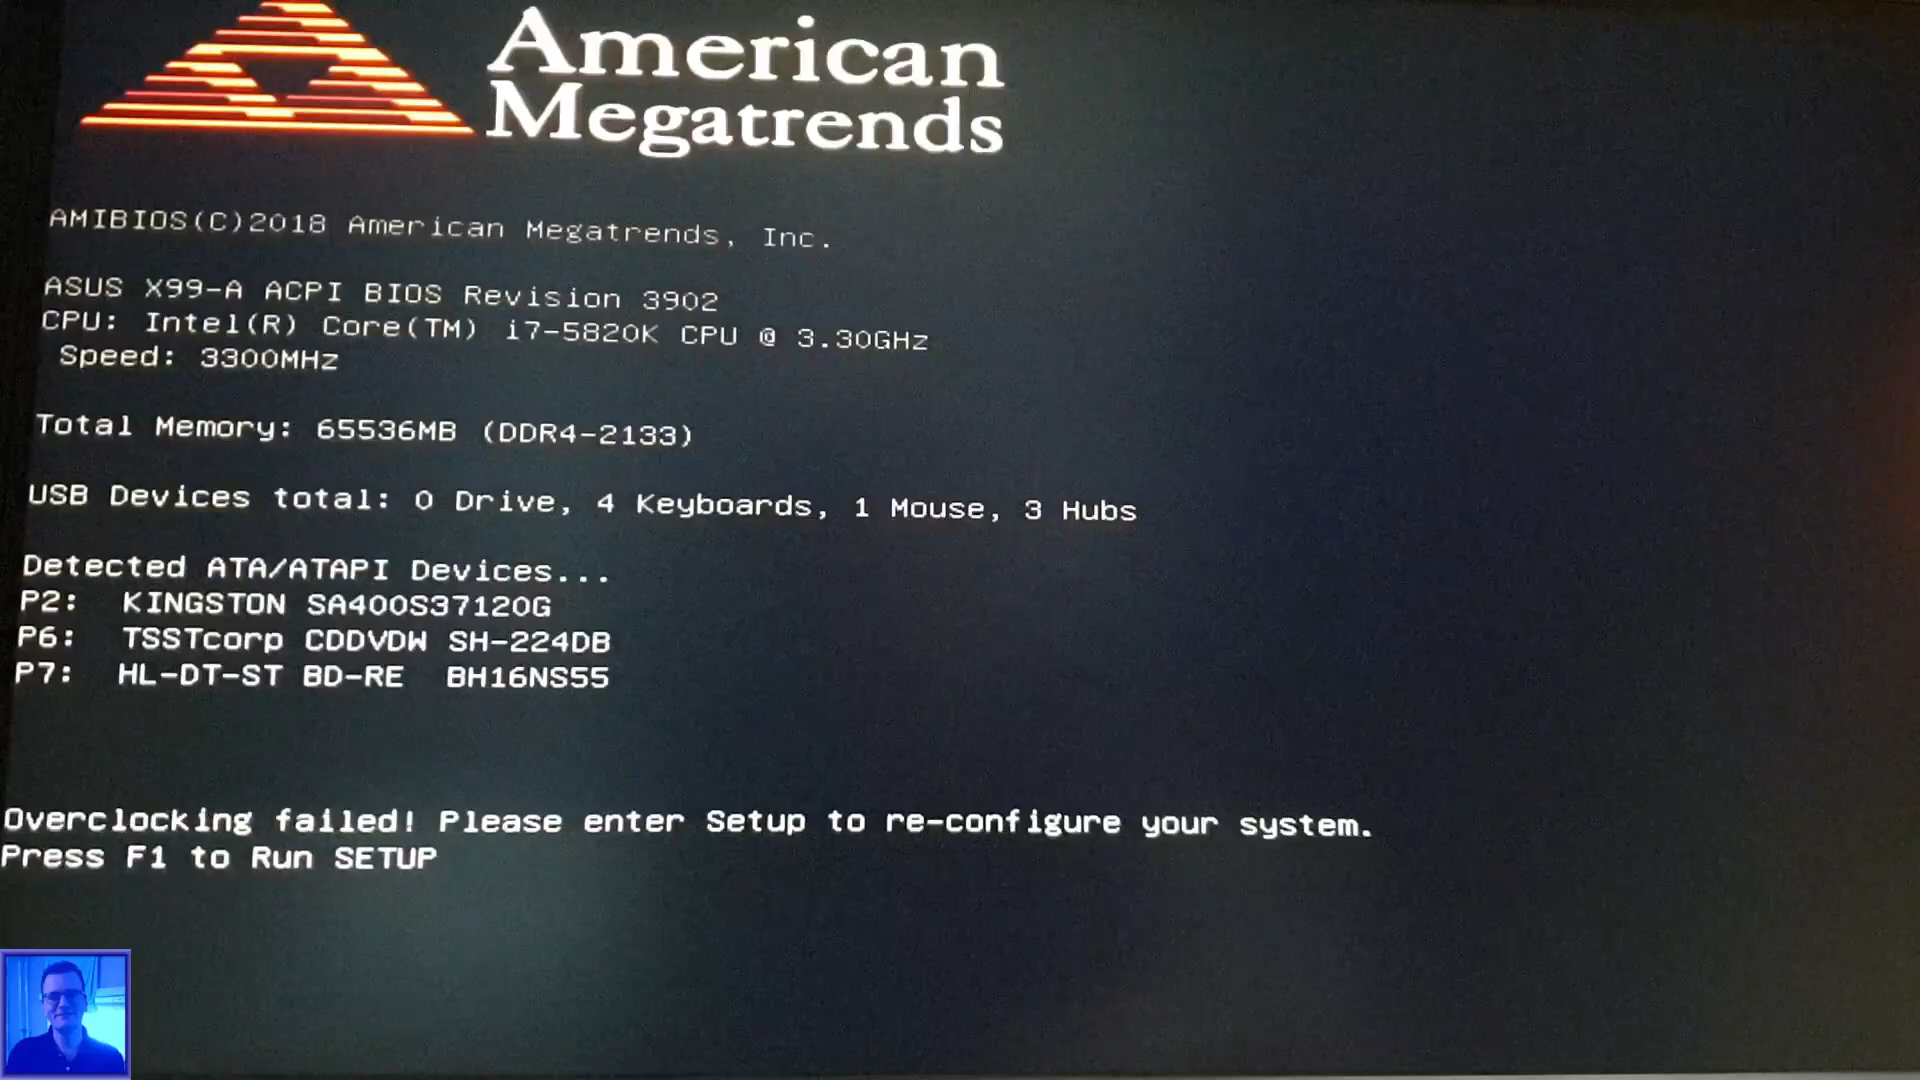 American
Megatrends
AMIBIOS(C)2018 American Megatrends, Inc.
ASUS X99-A ACPI BIOS Revision 3902
CPU: Intel(R) Core(TM) i7-5820K CPU @ 3.30GHz
Speed: 3300MHz
Total Memory: 65536MB (DDR4-2133)
USB Devices total: 0 Drive, 4 Keyboards, 1 Mouse, 3 Hubs
Detected ATA/ATAPI Devices...
P2: KINGSTON SA400S37120G
P6: TSSTcorp CDDVDW SH-224DB
P7: HL-DT-ST BD-RE BH16NS55
Overclocking failed! Please enter Setup to re-configure your system.
Press F1 to Run SETUP